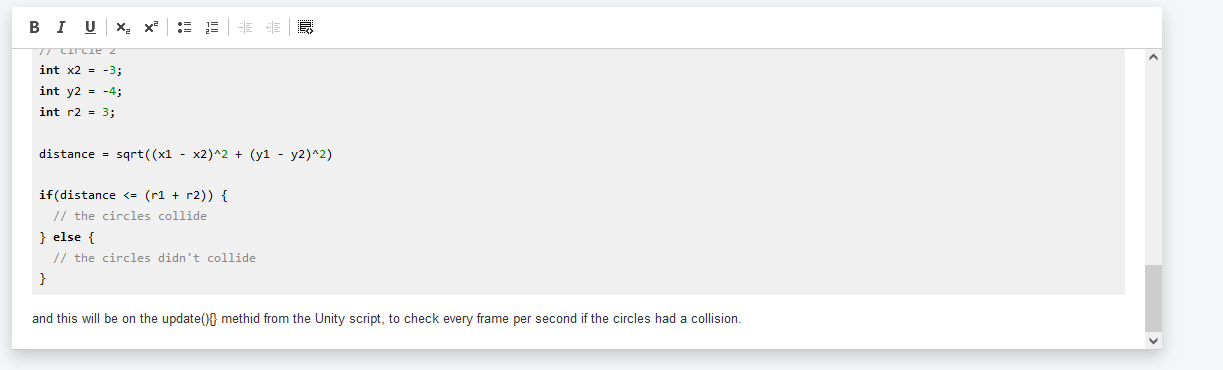 B I U x₂ x²
// circle 2
int x2 = -3;
int y2 = -4;
int r2 = 3;
distance = sqrt((x1 - x2)^2 + (y1 - y2)^2)
if(distance <= (r1 + r2)) {
// the circles collide
} else {
// the circles didn't collide
}
and this will be on the update(){} methid from the Unity script, to check every frame per second if the circles had a collision.